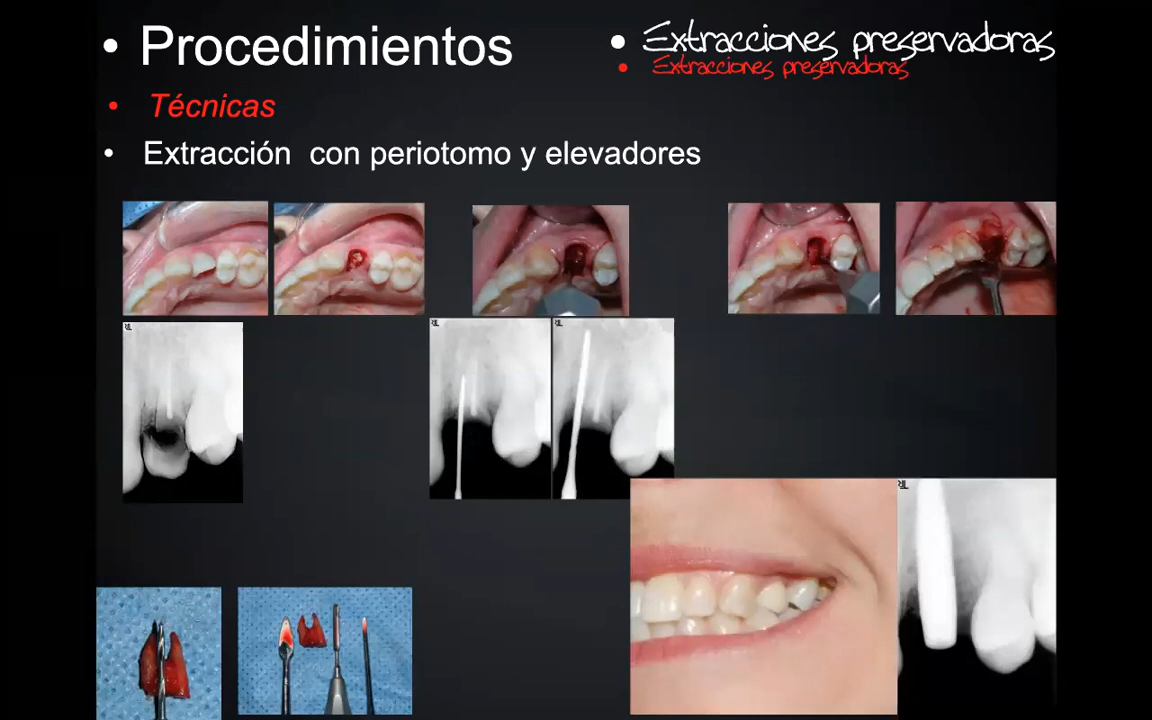 • Procedimientos
• Extracciones preservadoras
• Extracciones preservadoras
• Técnicas
• Extracción con periotomo y elevadores